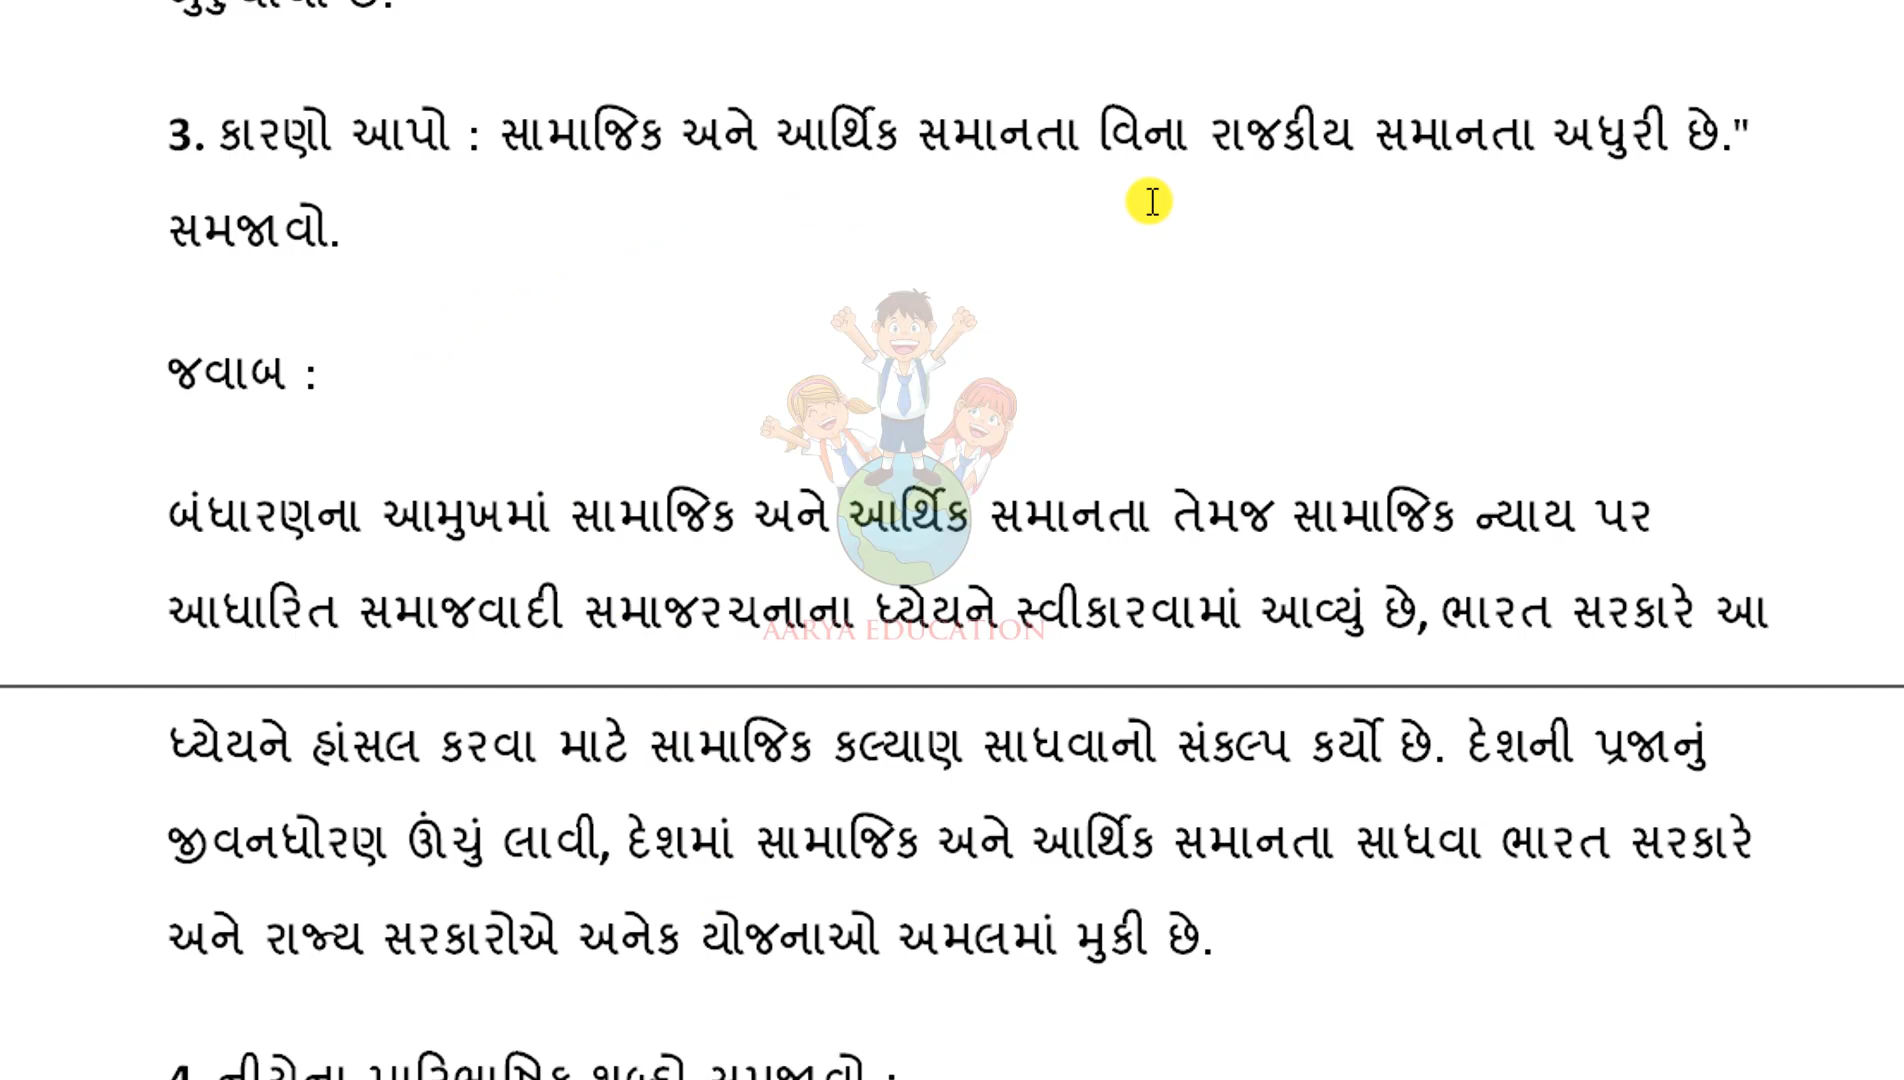 3. કારણો આપો : સામાજિક અને આર્થિક સમાનતા વિના રાજકીય સમાનતા અધુરી છે."
સમજાવો.
જવાબ :
બંધારણના આમુખમાં સામાજિક અને આર્થિક સમાનતા તેમજ સામાજિક ન્યાય પર
આધારિત સમાજવાદી સમાજરચનાના ધ્યેયને સ્વીકારવામાં આવ્યું છે, ભારત સરકારે આ
AARYA EDUCATION
ધ્યેયને હાંસલ કરવા માટે સામાજિક કલ્યાણ સાધવાનો સંકલ્પ કર્યો છે. દેશની પ્રજાનું
જીવનધોરણ ઊંચું લાવી, દેશમાં સામાજિક અને આર્થિક સમાનતા સાધવા ભારત સરકારે
અને રાજ્ય સરકારોએ અનેક યોજનાઓ અમલમાં મુકી છે.
4. નીચેના પારિભાષિક શબ્દો સમજાવો :